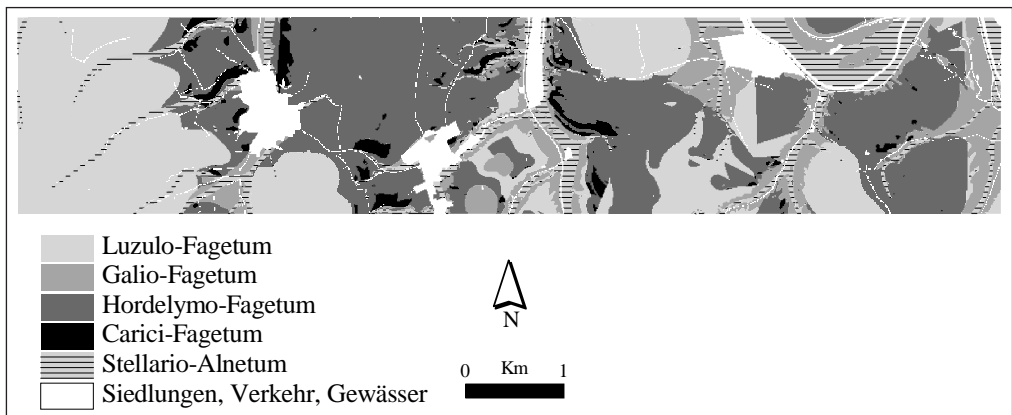 Luzulo-Fagetum
Galio-Fagetum
Hordelymo-Fagetum
Carici-Fagetum
Stellario-Alnetum
Siedlungen, Verkehr, Gewässer
N
0 Km 1